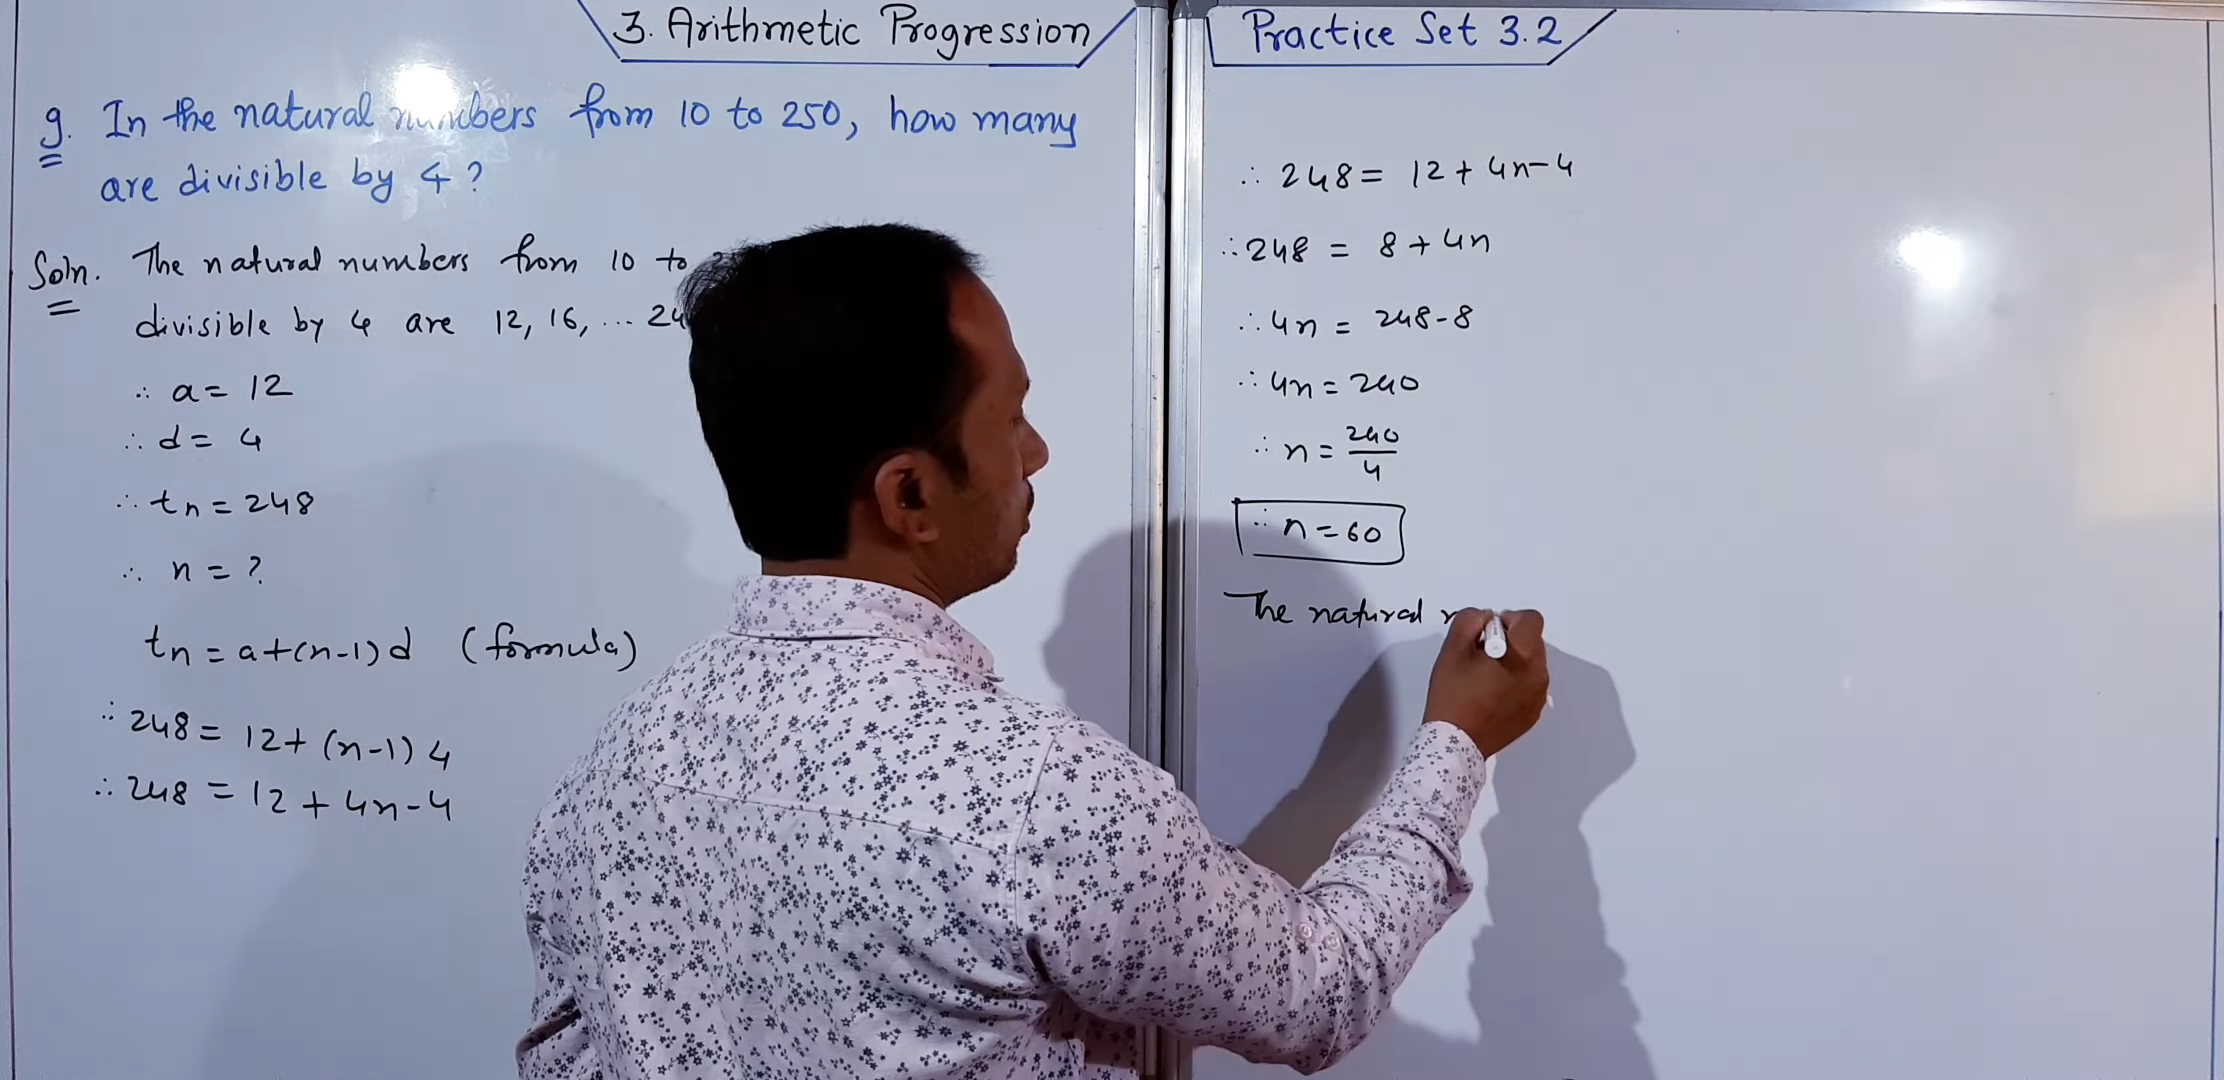 3. Arithmetic Progression
g. In the natural numbers from 10 to 250, how many
are divisible by 4 ?
Soln. The natural numbers from 10 to
divisible by 4 are 12, 16, ...
∴ a = 12
∴ d = 4
∴ tn = 248
∴ n = ?
tn = a+(n-1)d (formula)
∴ 248 = 12+ (n-1) 4
∴ 248 = 12 + 4n-4
Practice Set 3.2
∴ 248 = 12 + 4n-4
∴ 248 = 8 + 4n
∴ 4n = 248-8
∴ 4n = 240
∴ n = 240/4
∴ n = 60
The natural